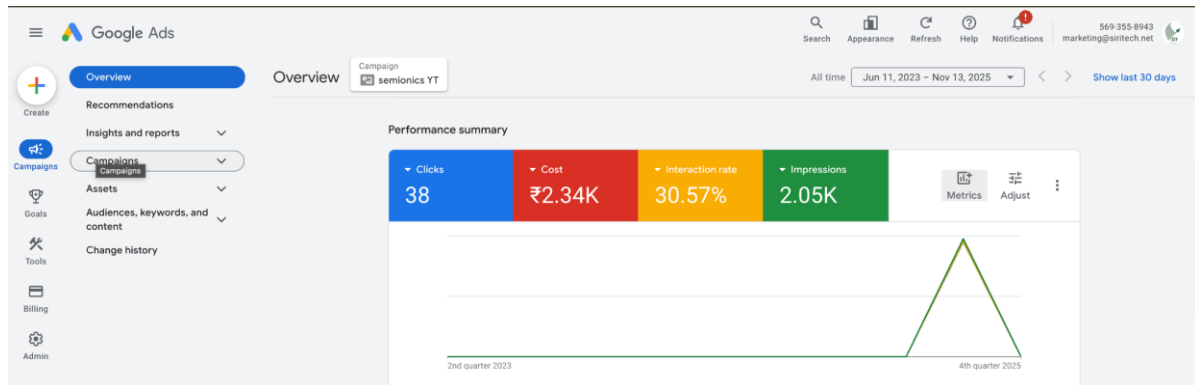 Google Ads
Search
Appearance
Refresh
Help
Notifications
569-355-8943
marketing@siritech.net
Create
Campaigns
Goals
Tools
Billing
Admin
Overview
Recommendations
Insights and reports
Campaigns
Campaigns
Assets
Audiences, keywords, and
content
Change history
Overview
Campaign
semionics YT
All time
Jun 11, 2023 – Nov 13, 2025
Show last 30 days
Performance summary
Clicks
38
Cost
₹2.34K
Interaction rate
30.57%
Impressions
2.05K
Metrics
Adjust
2nd quarter 2023
4th quarter 2025